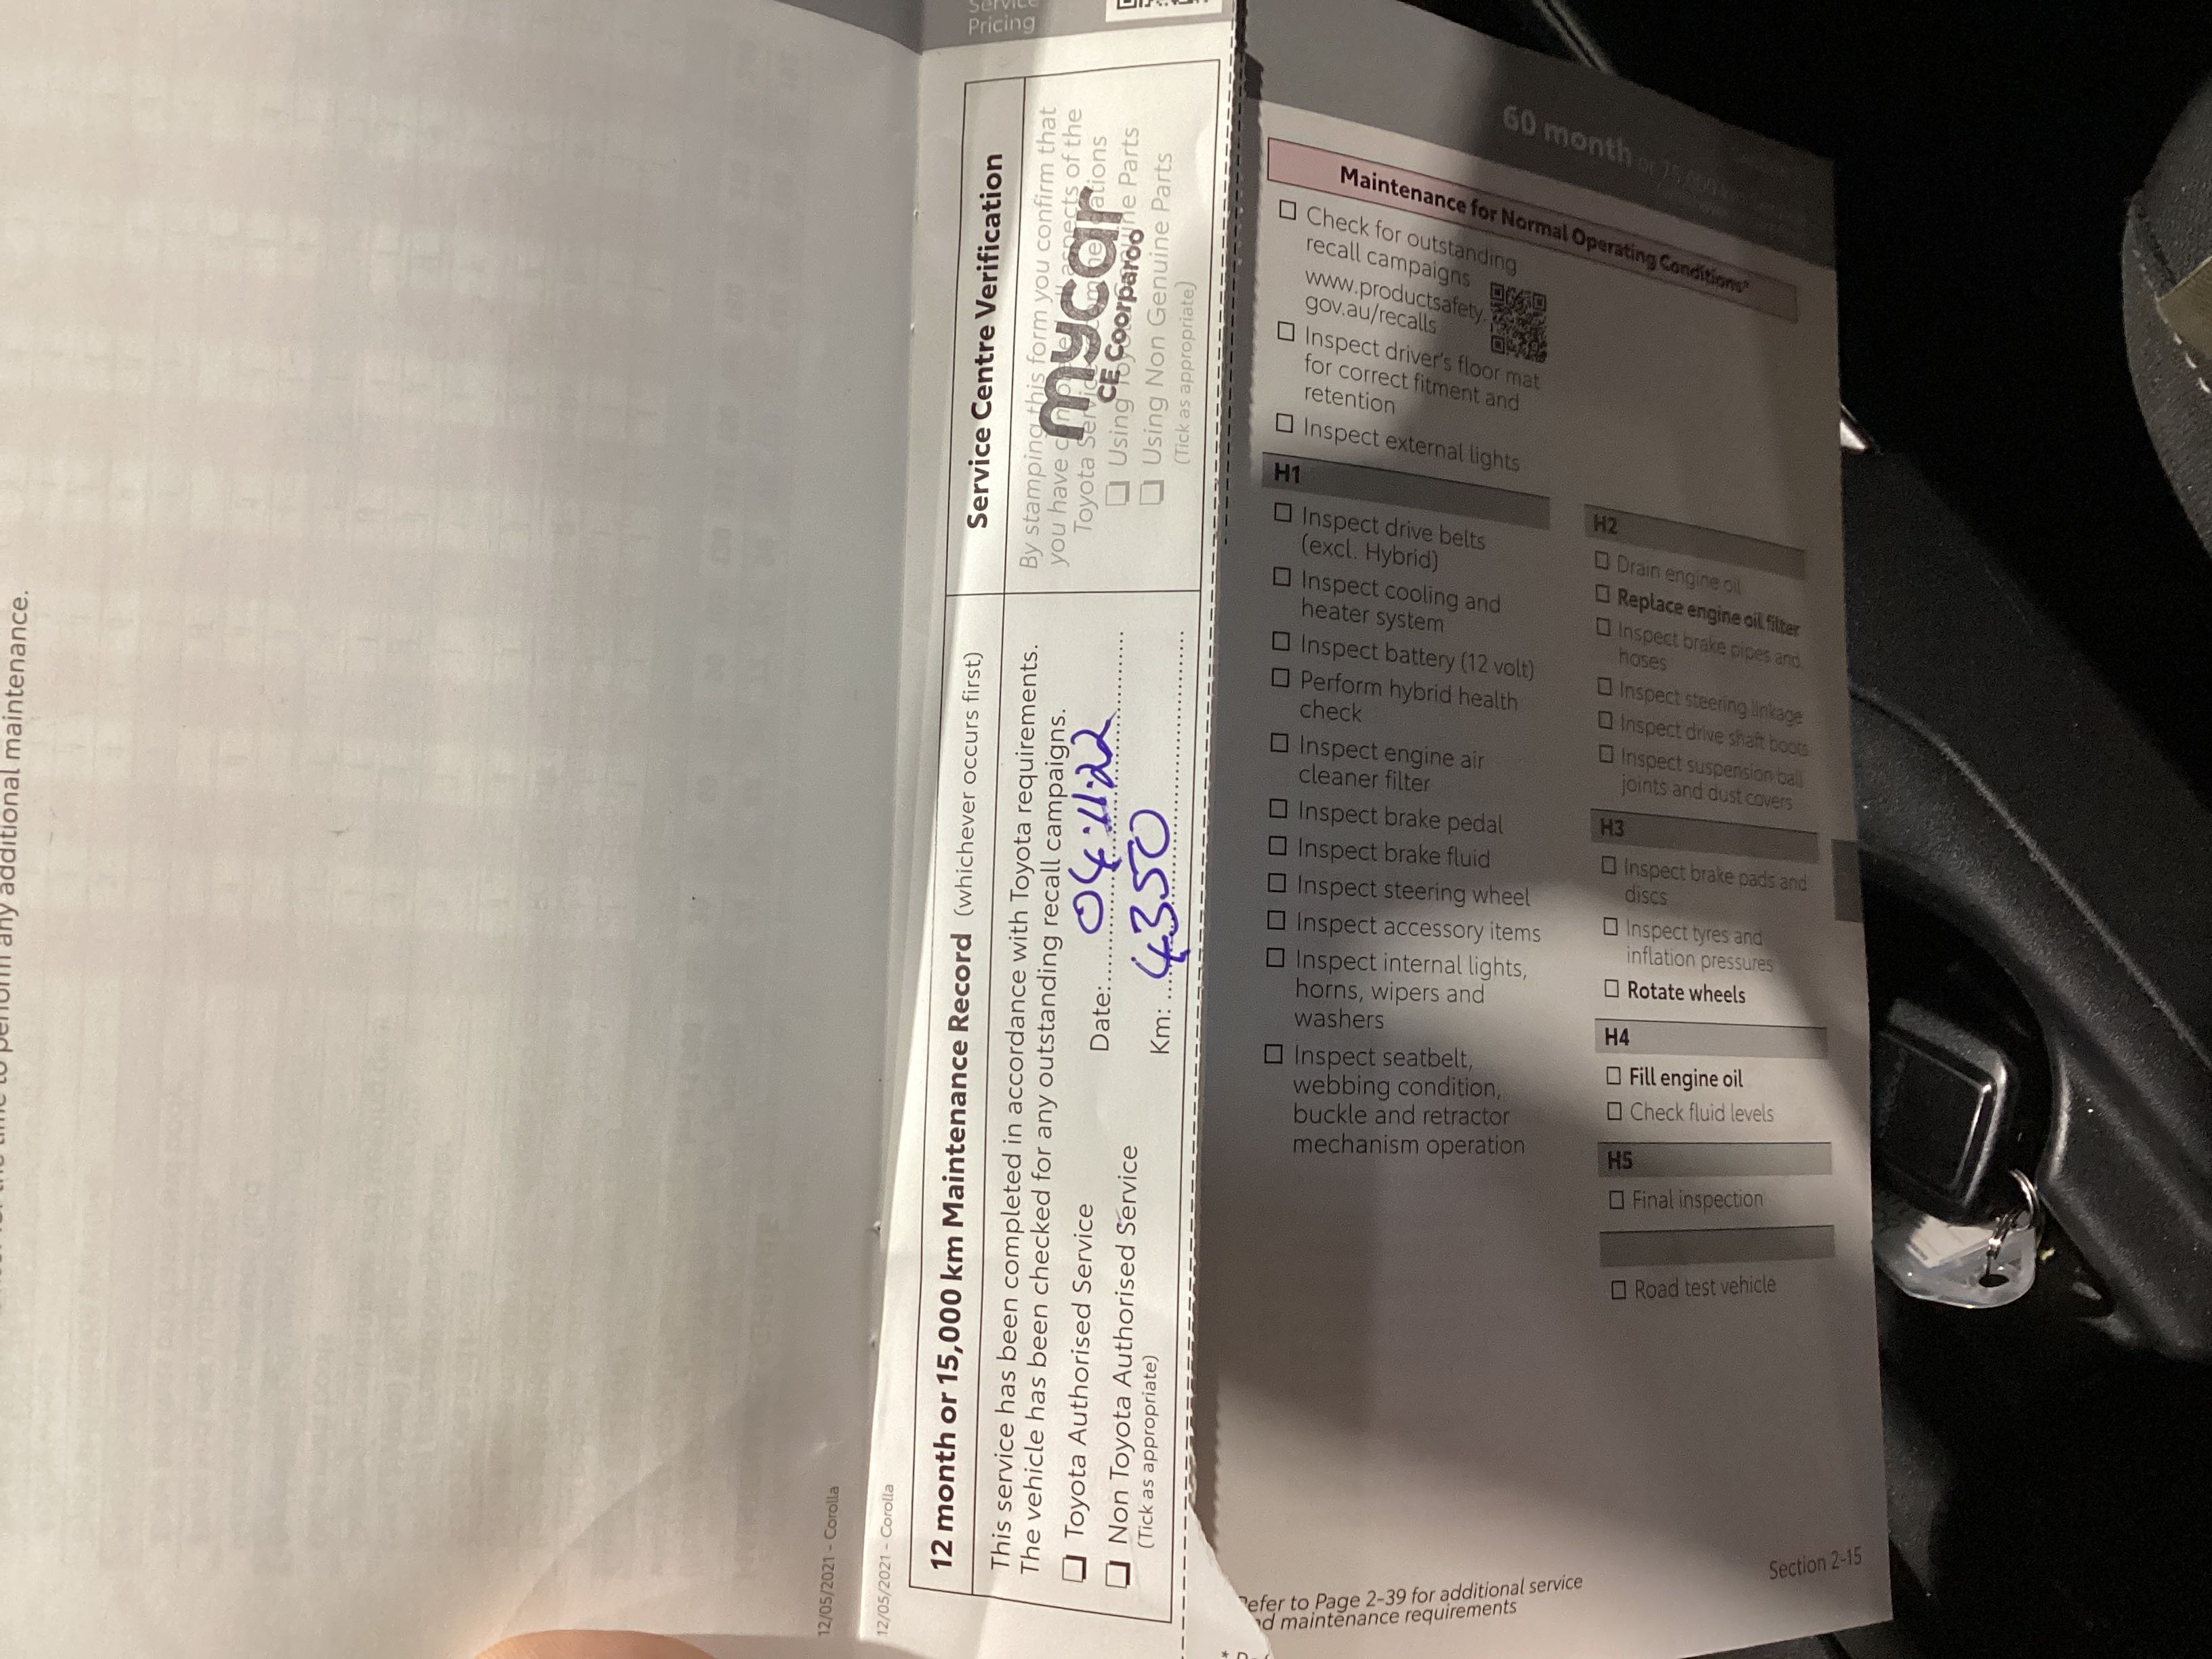 any additional maintenance.
12/05/2021 - Corolla
12/05/2021 - Corolla
Service
Pricing
12 month or 15,000 km Maintenance Record (whichever occurs first)
This service has been completed in accordance with Toyota requirements.
The vehicle has been checked for any outstanding recall campaigns.
Toyota Authorised Service
Non Toyota Authorised Service
(Tick as appropriate)
Date: 04.11.22
Km: 4350
Service Centre Verification
By stamping this form you confirm that
you have aspects of the
Toyota
Using Parts
Using Non Genuine Parts
(Tick as appropriate)
mycar
CE Coorparoo
60 month or 75,000
Maintenance for Normal Operating Conditions*
Check for outstanding
recall campaigns
www.productsafety.
gov.au/recalls
Inspect driver's floor mat
for correct fitment and
retention
Inspect external lights
H1
Inspect drive belts
(excl. Hybrid)
Inspect cooling and
heater system
Inspect battery (12 volt)
Perform hybrid health
check
Inspect engine air
cleaner filter
Inspect brake pedal
Inspect brake fluid
Inspect steering wheel
Inspect accessory items
Inspect internal lights,
horns, wipers and
washers
Inspect seatbelt,
webbing condition,
buckle and retractor
mechanism operation
H2
Drain engine oil
Replace engine oil filter
Inspect brake pipes and
hoses
Inspect steering linkage
Inspect drive shaft boots
Inspect suspension ball
joints and dust covers
H3
Inspect brake pads and
discs
Inspect tyres and
inflation pressures
Rotate wheels
H4
Fill engine oil
Check fluid levels
H5
Final inspection
Road test vehicle
efer to Page 2-39 for additional service
d maintenance requirements
Section 2-15